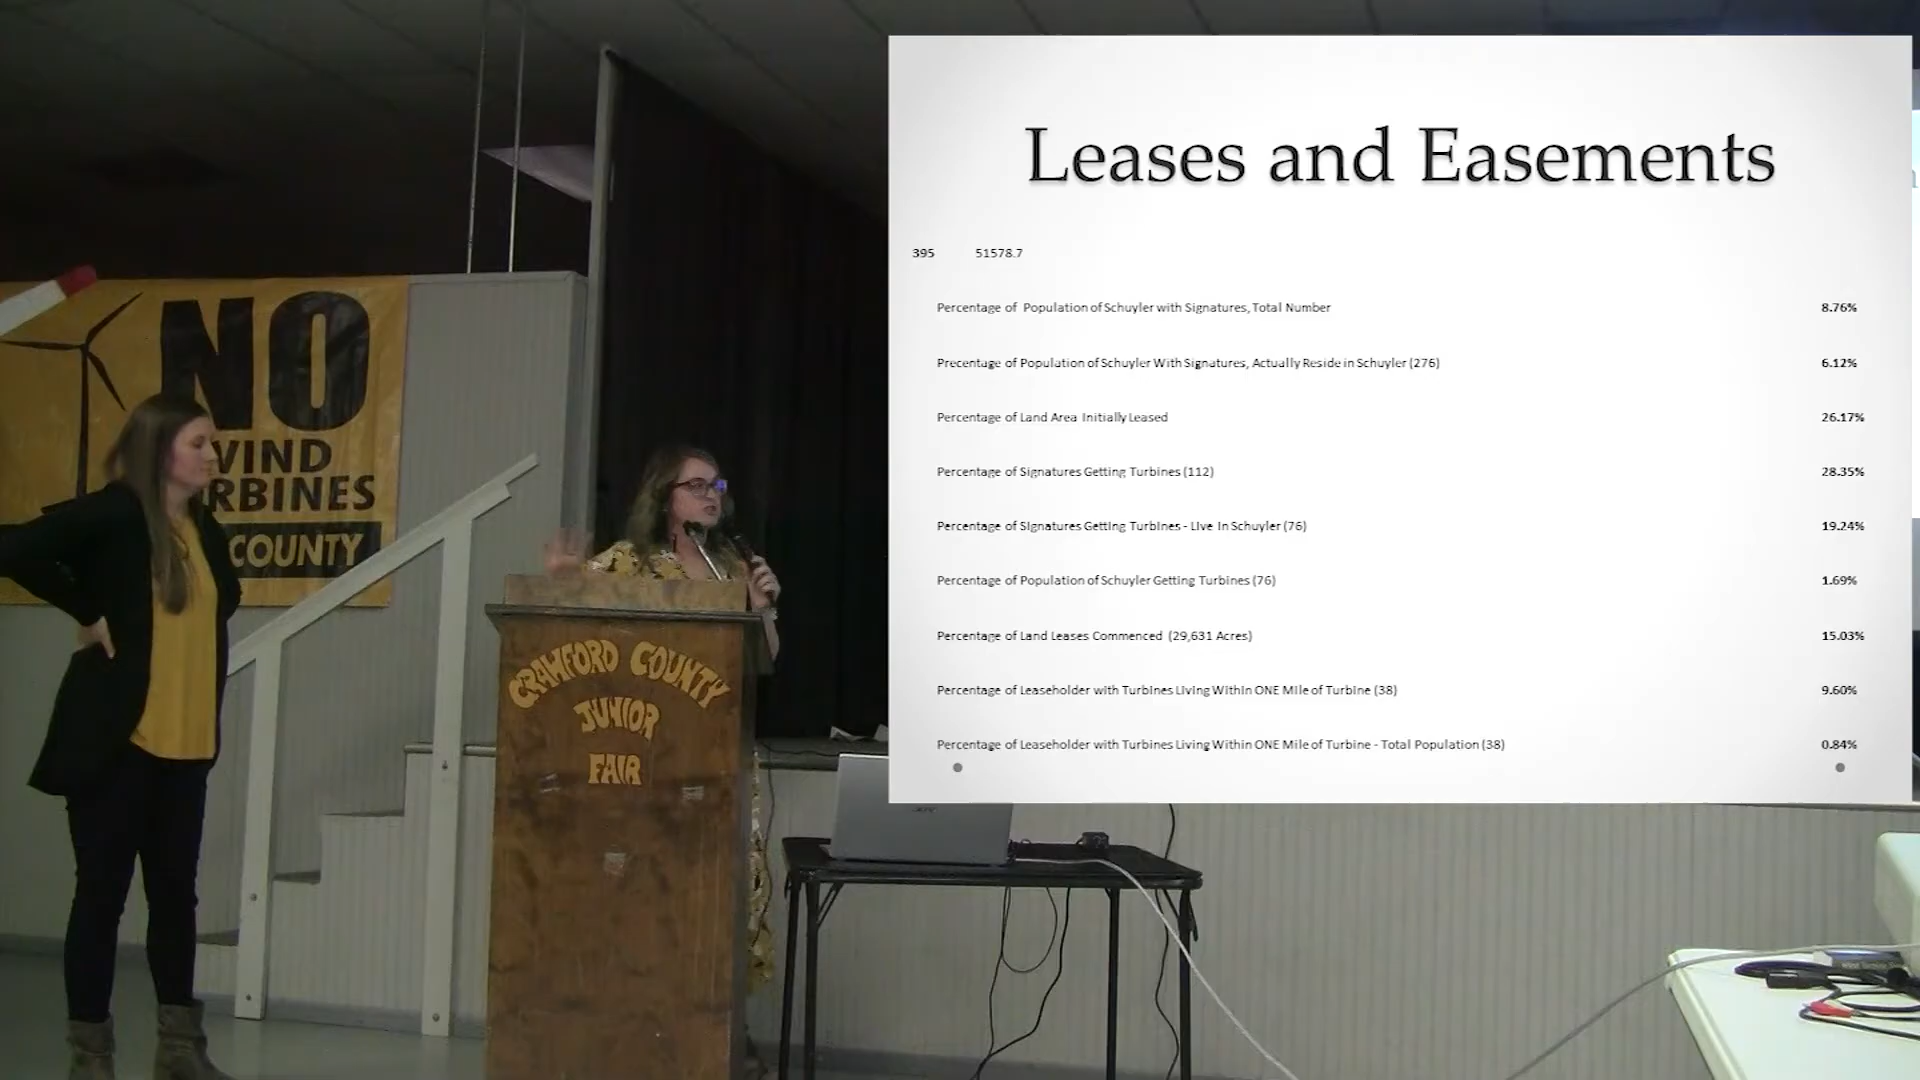 Leases and Easements
395 51578.7
Percentage of Population of Schuyler with Signatures, Total Number 8.76%
Precentage of Population of Schuyler With Signatures, Actually Reside in Schuyler (276) 6.12%
Percentage of Land Area Initially Leased 26.17%
Percentage of Signatures Getting Turbines (112) 28.35%
Percentage of Signatures Getting Turbines - Live in Schuyler (76) 19.24%
Percentage of Population of Schuyler Getting Turbines (76) 1.69%
Percentage of Land Leases Commenced (29,631 Acres) 15.03%
Percentage of Leaseholder with Turbines Living Within ONE Mile of Turbine (38) 9.60%
Percentage of Leaseholder with Turbines Living Within ONE Mile of Turbine - Total Population (38) 0.84%
NO
WIND
TURBINES
COUNTY
CRAWFORD COUNTY
JUNIOR
FAIR
acer